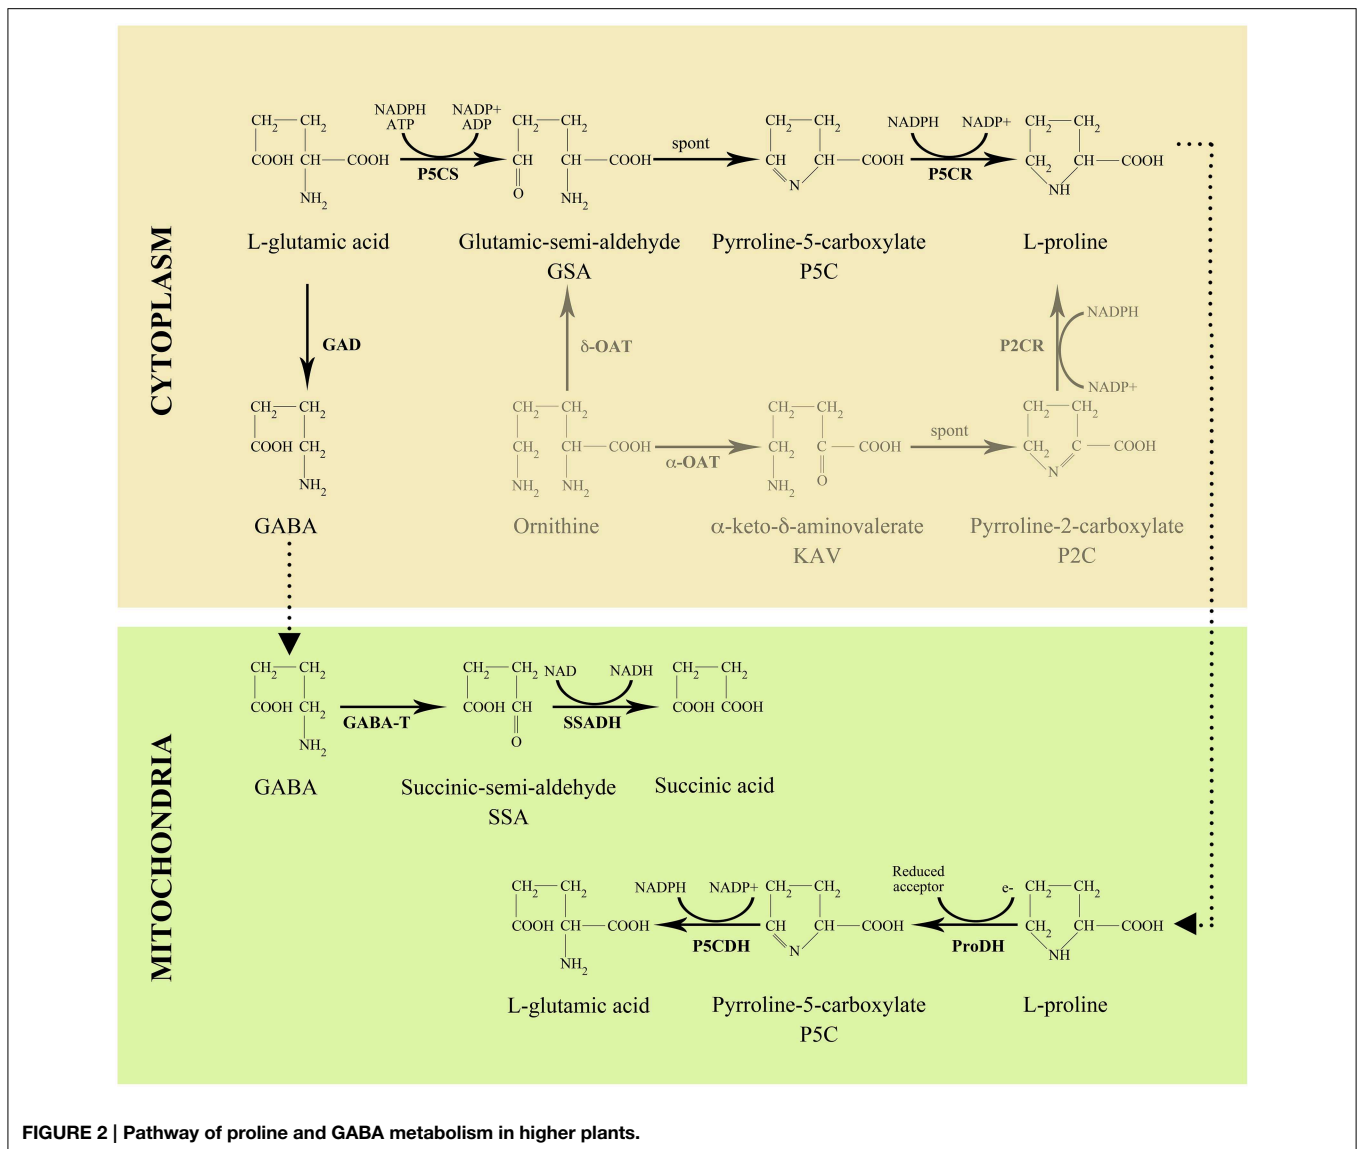 CYTOPLASM
CH2 CH2
COOH CH COOH
NH2
NADPH NADP+
ATP ADP
P5CS
CH2 CH2
CH CH COOH
O NH2
spont
CH2 CH2
CH CH COOH
N
NADPH NADP+
P5CR
CH2 CH2
CH2 CH COOH
NH
L-glutamic acid
Glutamic-semi-aldehyde
GSA
Pyrroline-5-carboxylate
P5C
L-proline
GAD
δ-OAT
P2CR
NADPH
NADP+
CH2 CH2
COOH CH2
NH2
CH2 CH2
CH2 CH COOH
NH2 NH2
α-OAT
CH2 CH2
CH2 C COOH
NH2 O
spont
CH2 CH2
CH2 C COOH
N
GABA
Ornithine
α-keto-δ-aminovalerate
KAV
Pyrroline-2-carboxylate
P2C
MITOCHONDRIA
CH2 CH2
COOH CH2
NH2
GABA-T
CH2 CH2
COOH CH
O
NAD NADH
SSADH
CH2 CH2
COOH COOH
GABA
Succinic-semi-aldehyde
SSA
Succinic acid
CH2 CH2
COOH CH COOH
NH2
NADPH NADP+
P5CDH
CH2 CH2
CH CH COOH
N
Reduced
acceptor e-
ProDH
CH2 CH2
CH2 CH COOH
NH
L-glutamic acid
Pyrroline-5-carboxylate
P5C
L-proline
FIGURE 2 | Pathway of proline and GABA metabolism in higher plants.